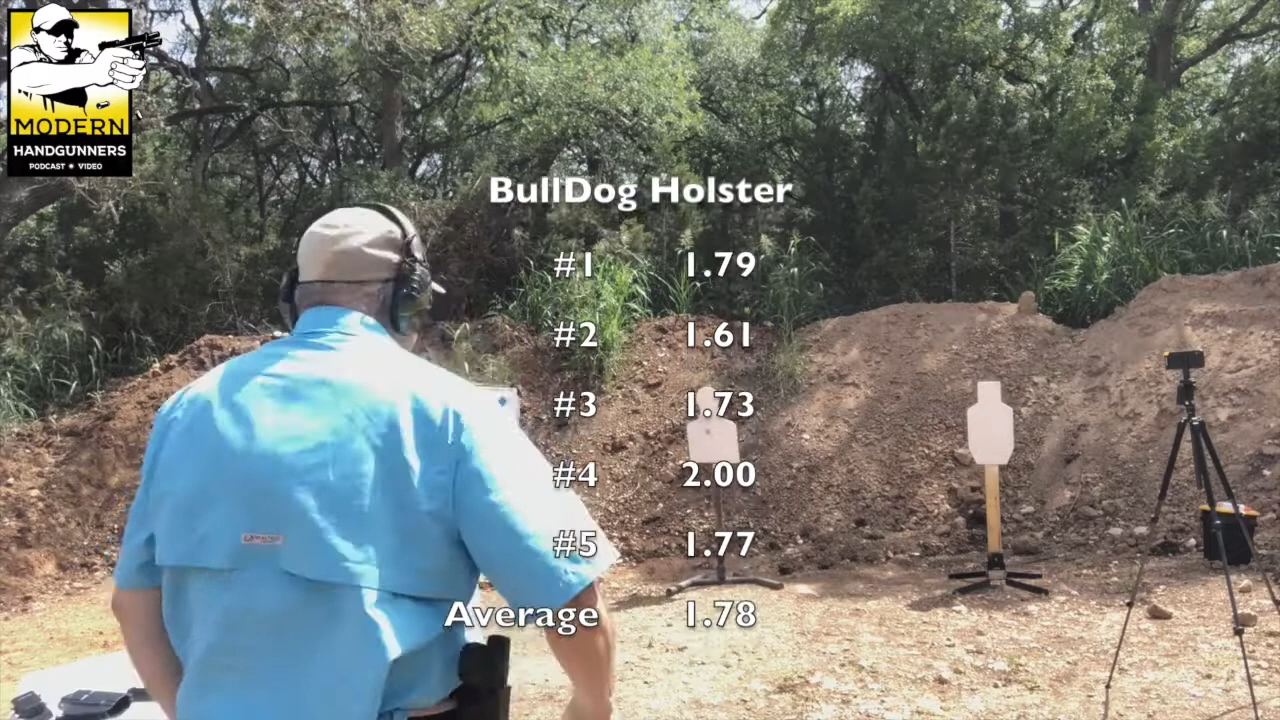 MODERN
HANDGUNNERS
PODCAST * VIDEO
BullDog Holster
#1 1.79
#2 1.61
#3 1.73
#4 2.00
#5 1.77
Average 1.78